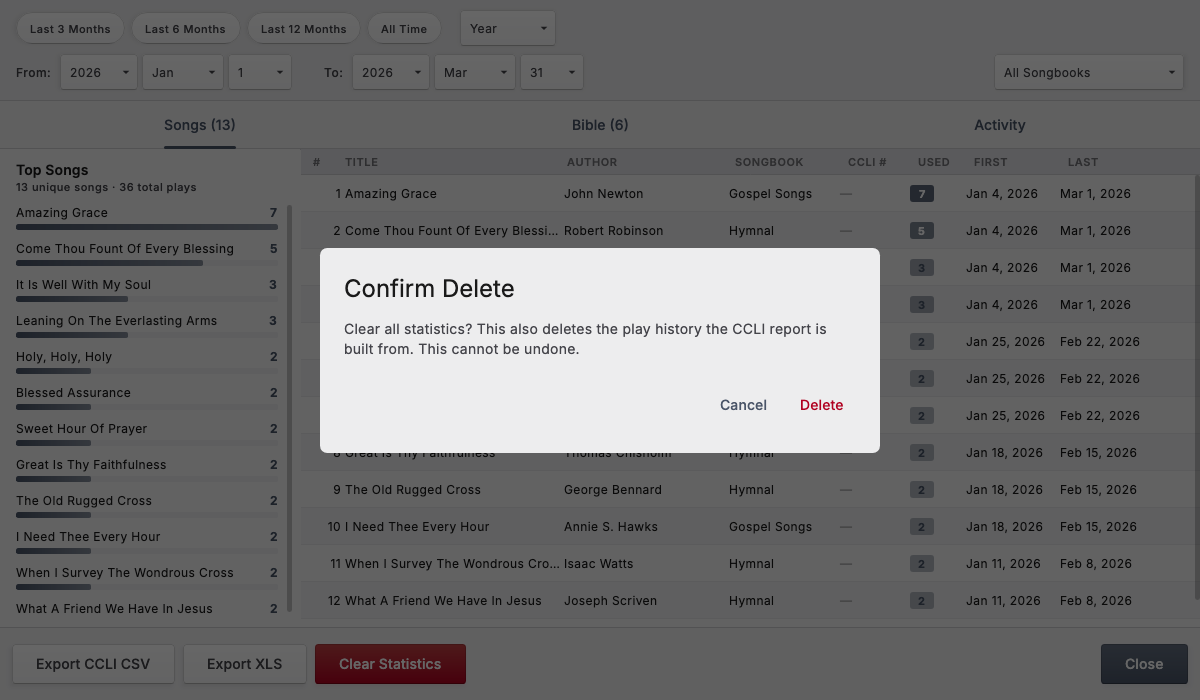 Last 3 Months
Last 6 Months
Last 12 Months
All Time
Year
From:
2026
Jan
1
To:
2026
Mar
31
All Songbooks
Songs (13)
Bible (6)
Activity
Top Songs
13 unique songs · 36 total plays
Amazing Grace 7
Come Thou Fount Of Every Blessing 5
It Is Well With My Soul 3
Leaning On The Everlasting Arms 3
Holy, Holy, Holy 2
Blessed Assurance 2
Sweet Hour Of Prayer 2
Great Is Thy Faithfulness 2
The Old Rugged Cross 2
I Need Thee Every Hour 2
When I Survey The Wondrous Cross 2
What A Friend We Have In Jesus 2
# TITLE AUTHOR SONGBOOK CCLI # USED FIRST LAST
1 Amazing Grace John Newton Gospel Songs — 7 Jan 4, 2026 Mar 1, 2026
2 Come Thou Fount Of Every Blessi... Robert Robinson Hymnal — 5 Jan 4, 2026 Mar 1, 2026
3 Jan 4, 2026 Mar 1, 2026
3 Jan 4, 2026 Mar 1, 2026
2 Jan 25, 2026 Feb 22, 2026
2 Jan 25, 2026 Feb 22, 2026
2 Jan 25, 2026 Feb 22, 2026
8 Great Is Thy Faithfulness Thomas Chisholm Hymnal 2 Jan 18, 2026 Feb 15, 2026
9 The Old Rugged Cross George Bennard Hymnal — 2 Jan 18, 2026 Feb 15, 2026
10 I Need Thee Every Hour Annie S. Hawks Gospel Songs — 2 Jan 18, 2026 Feb 15, 2026
11 When I Survey The Wondrous Cro... Isaac Watts Hymnal — 2 Jan 11, 2026 Feb 8, 2026
12 What A Friend We Have In Jesus Joseph Scriven Hymnal — 2 Jan 11, 2026 Feb 8, 2026
Confirm Delete
Clear all statistics? This also deletes the play history the CCLI report is
built from. This cannot be undone.
Cancel
Delete
Export CCLI CSV
Export XLS
Clear Statistics
Close